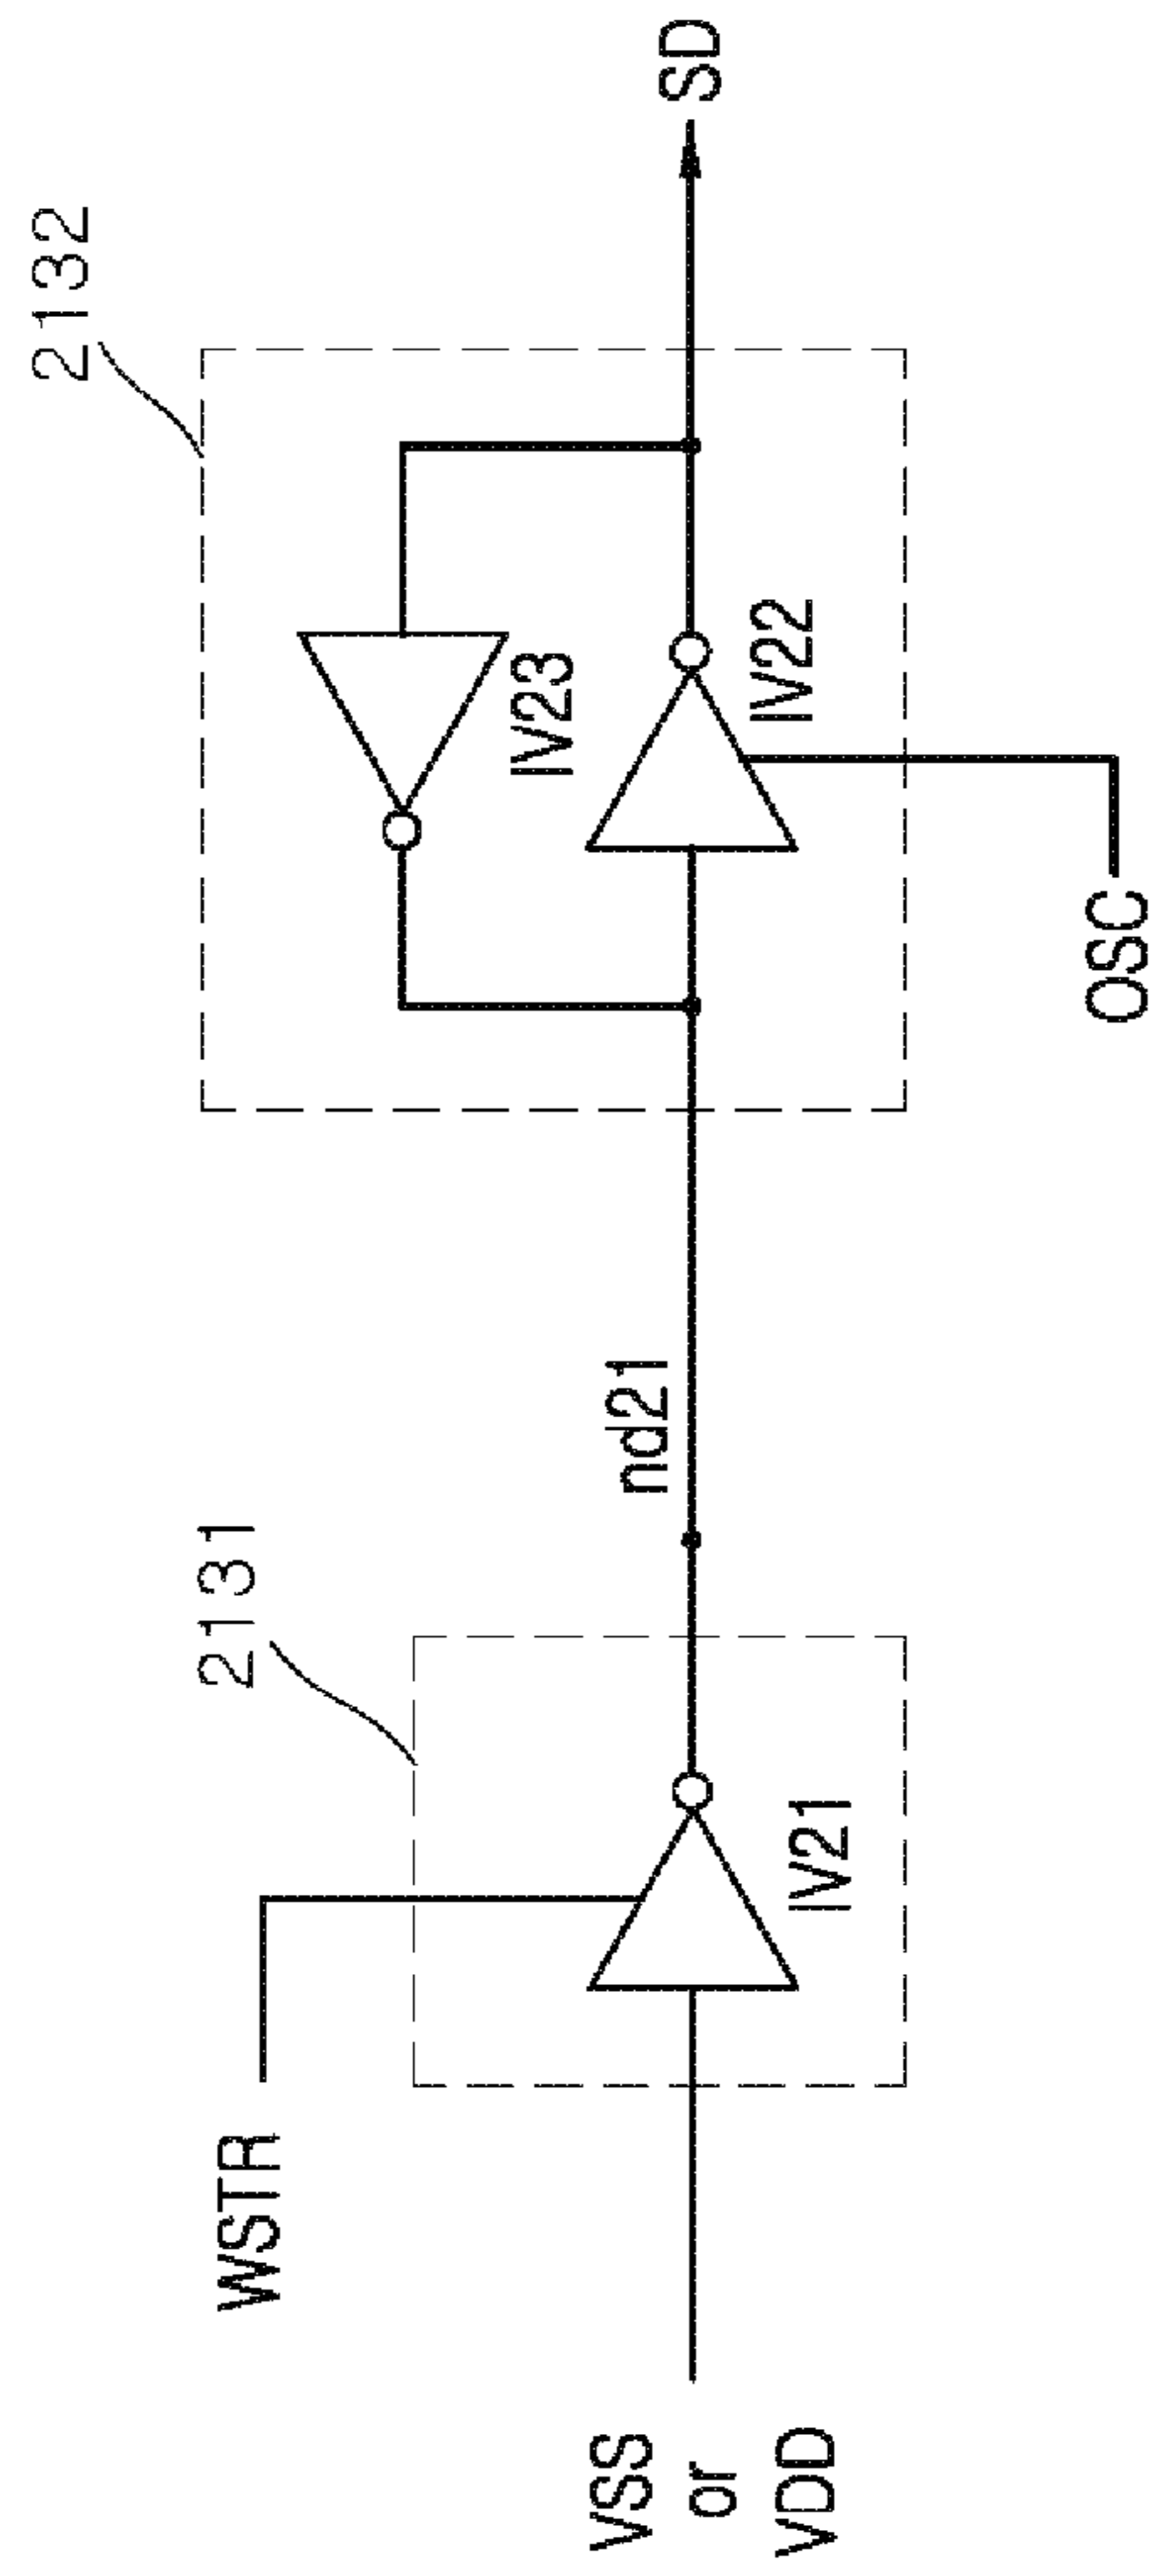 2132
2131
WSTR
IV23
nd21
SD
VSS
or
VDD
IV21
IV22
OSC